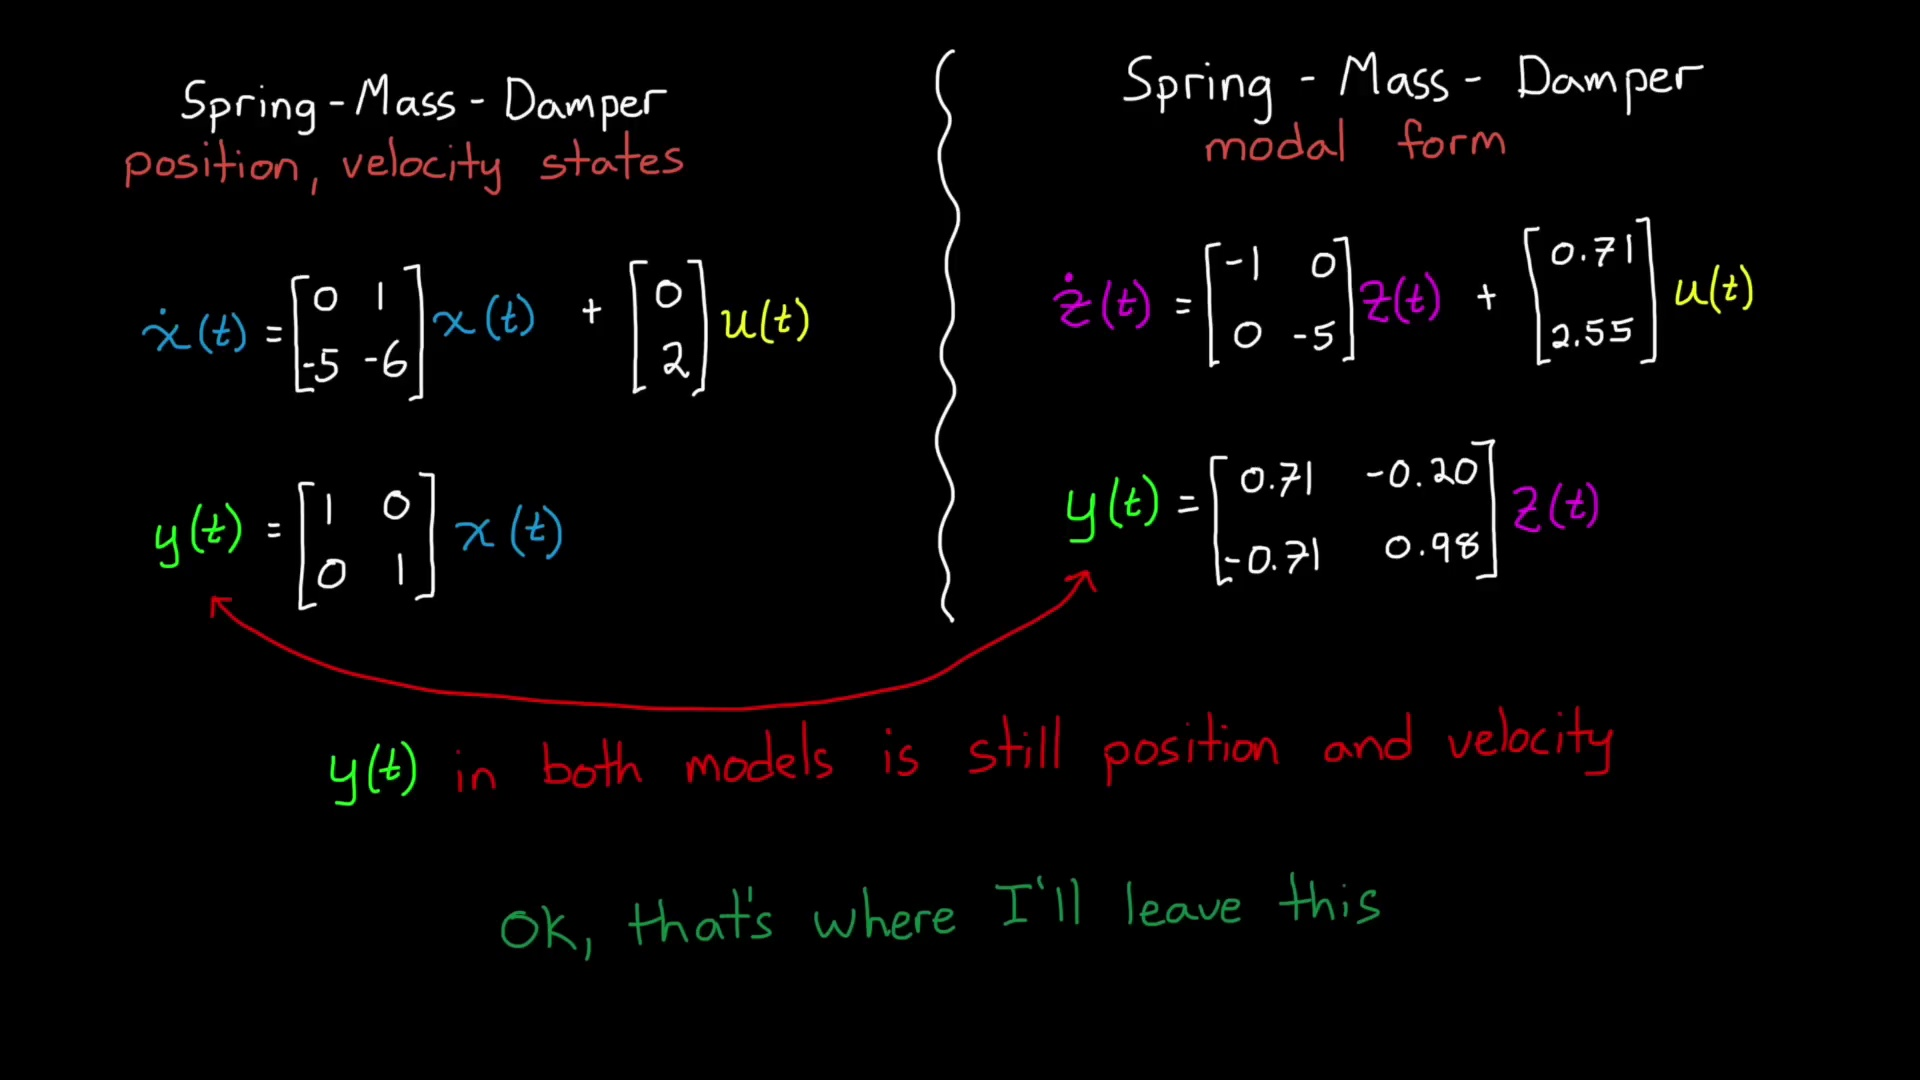 Spring-Mass-Damper
position, velocity states
ẋ(t) = [0 1; -5 -6] x(t) + [0; 2] u(t)
y(t) = [1 0; 0 1] x(t)
Spring-Mass-Damper
modal form
ż(t) = [-1 0; 0 -5] z(t) + [0.71; 2.55] u(t)
y(t) = [0.71 -0.20; -0.71 0.98] z(t)
y(t) in both models is still position and velocity
Ok, that's where I'll leave this